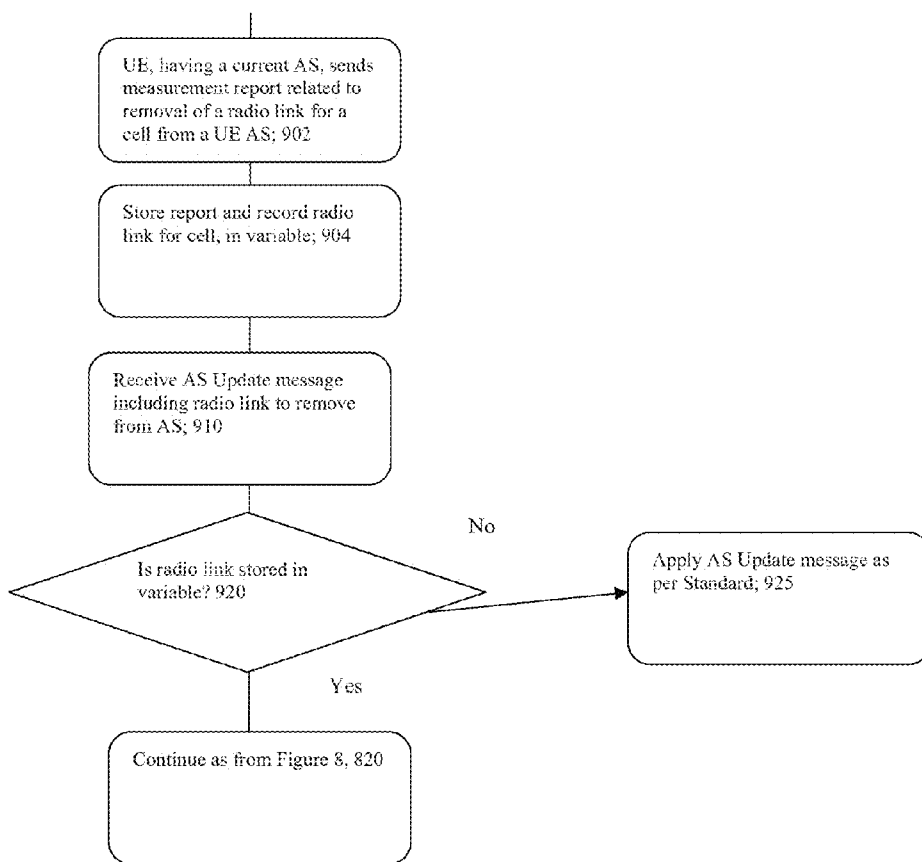 UE, having a current AS, sends
measurement report related to
removal of a radio link for a
cell from a UE AS; 902
Store report and record radio
link for cell, in variable; 904
Receive AS Update message
including radio link to remove
from AS; 910
No
Is radio link stored in
variable? 920
Apply AS Update message as
per Standard; 925
Yes
Continue as from Figure 8, 820